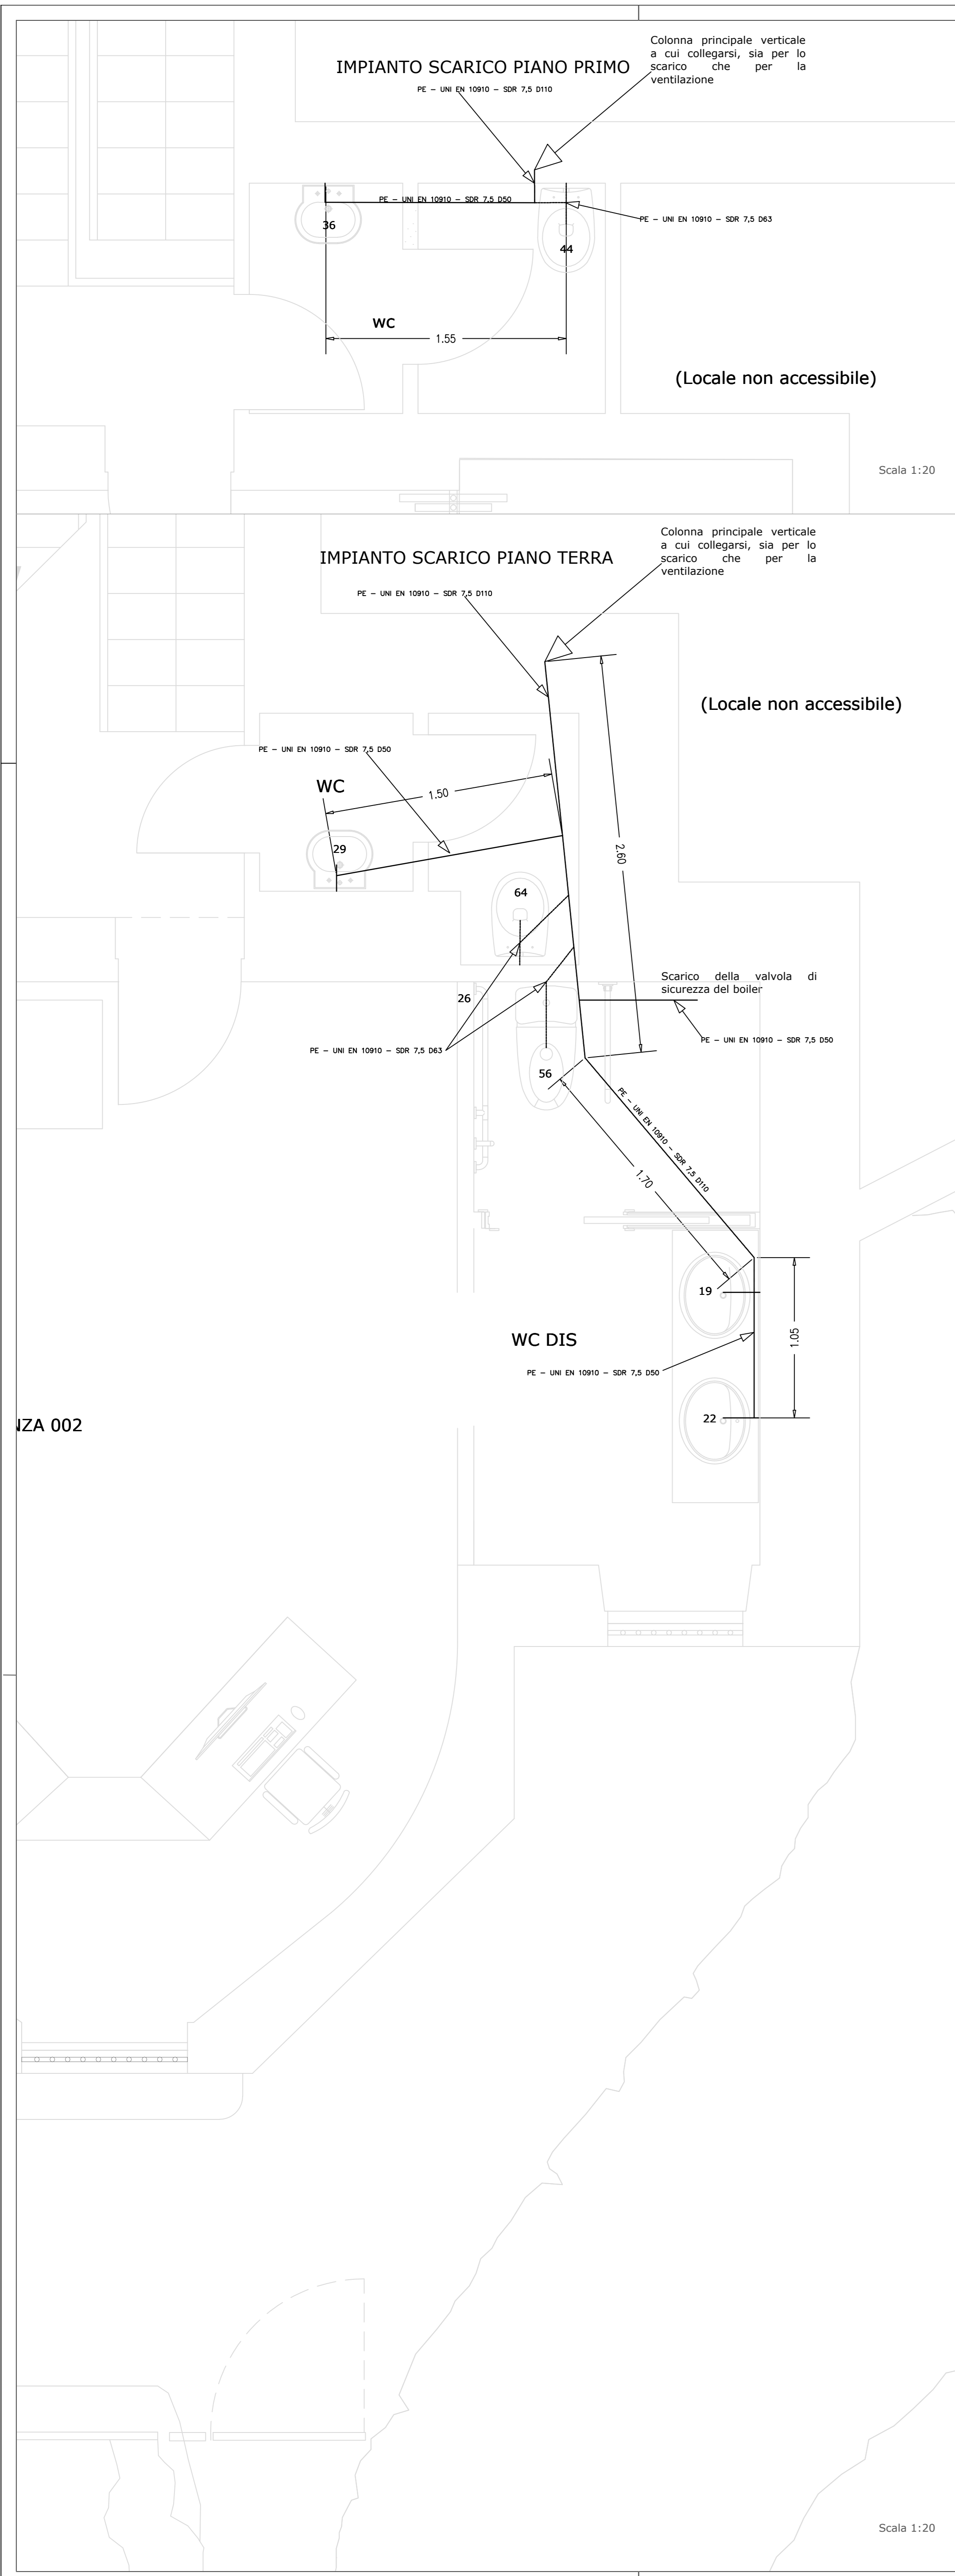 Colonna principale verticale
a cui collegarsi, sia per lo
scarico che per la
ventilazione
IMPIANTO SCARICO PIANO PRIMO
PE – UNI EN 10910 – SDR 7,5 D110
PE – UNI EN 10910 – SDR 7,5 D50
36
PE – UNI EN 10910 – SDR 7,5 D63
44
WC
1.55
(Locale non accessibile)
Scala 1:20
Colonna principale verticale
a cui collegarsi, sia per lo
scarico che per la
ventilazione
IMPIANTO SCARICO PIANO TERRA
PE – UNI EN 10910 – SDR 7,5 D110
(Locale non accessibile)
PE – UNI EN 10910 – SDR 7,5 D50
WC
1.50
29
2.60
64
Scarico della valvola di
sicurezza del boiler
26
PE – UNI EN 10910 – SDR 7,5 D50
PE – UNI EN 10910 – SDR 7,5 D63
56
PE – UNI EN 10910 – SDR 7,5 D110
1.70
19
WC DIS
1.05
PE – UNI EN 10910 – SDR 7,5 D50
22
NZA 002
Scala 1:20